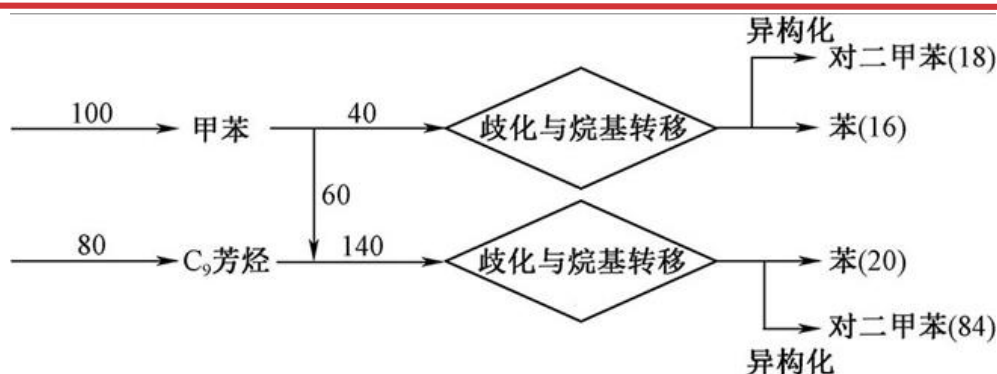 异构化
对二甲苯(18)
100
甲苯
40
歧化与烷基转移
苯(16)
60
80
C₉芳烃
140
歧化与烷基转移
苯(20)
对二甲苯(84)
异构化